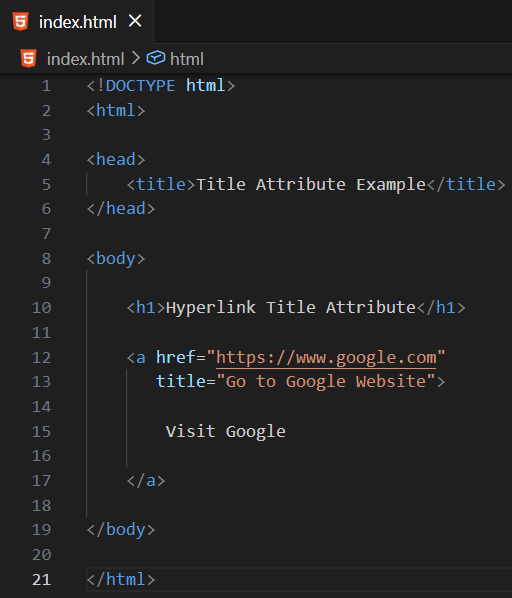 index.html
index.html > html
1 <!DOCTYPE html>
2 <html>
3
4 <head>
5     <title>Title Attribute Example</title>
6 </head>
7
8 <body>
9
10     <h1>Hyperlink Title Attribute</h1>
11
12     <a href="https://www.google.com"
13        title="Go to Google Website">
14
15         Visit Google
16
17     </a>
18
19 </body>
20
21 </html>